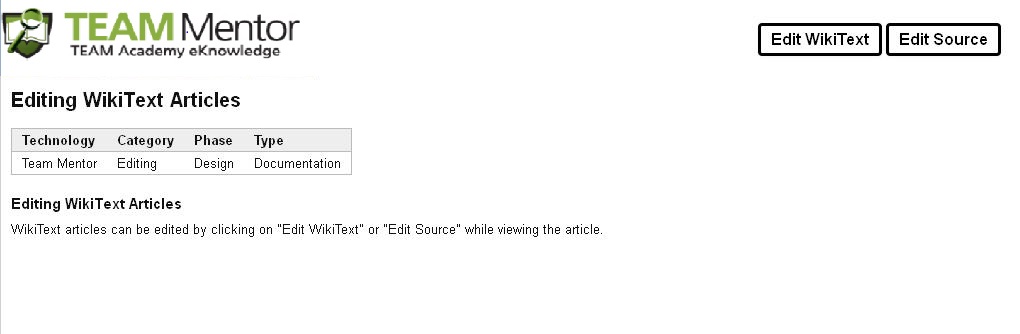 TEAM Mentor
TEAM Academy eKnowledge
Edit WikiText Edit Source
Editing WikiText Articles
Technology Category Phase Type
Team Mentor Editing Design Documentation
Editing WikiText Articles
WikiText articles can be edited by clicking on "Edit WikiText" or "Edit Source" while viewing the article.